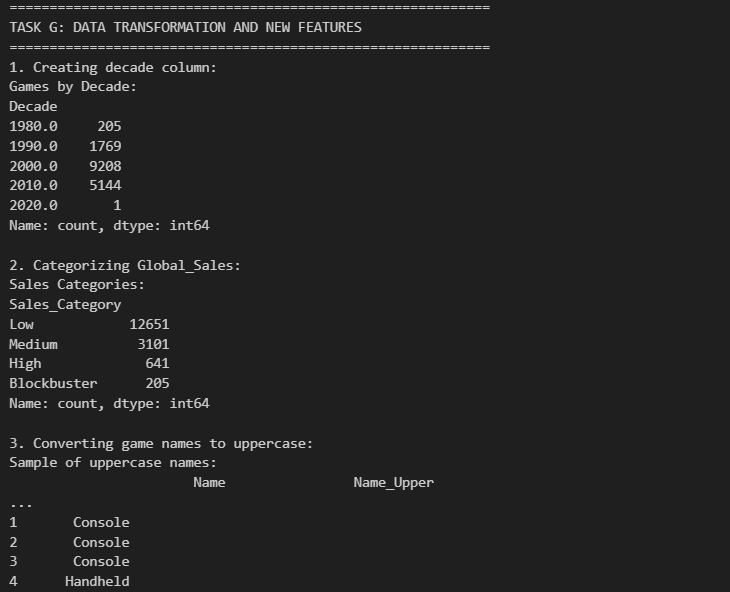 ============================================================
TASK G: DATA TRANSFORMATION AND NEW FEATURES
============================================================
1. Creating decade column:
Games by Decade:
Decade
1980.0     205
1990.0    1769
2000.0    9208
2010.0    5144
2020.0       1
Name: count, dtype: int64

2. Categorizing Global_Sales:
Sales Categories:
Sales_Category
Low            12651
Medium          3101
High             641
Blockbuster      205
Name: count, dtype: int64

3. Converting game names to uppercase:
Sample of uppercase names:
                       Name                Name_Upper
...
1       Console
2       Console
3       Console
4      Handheld